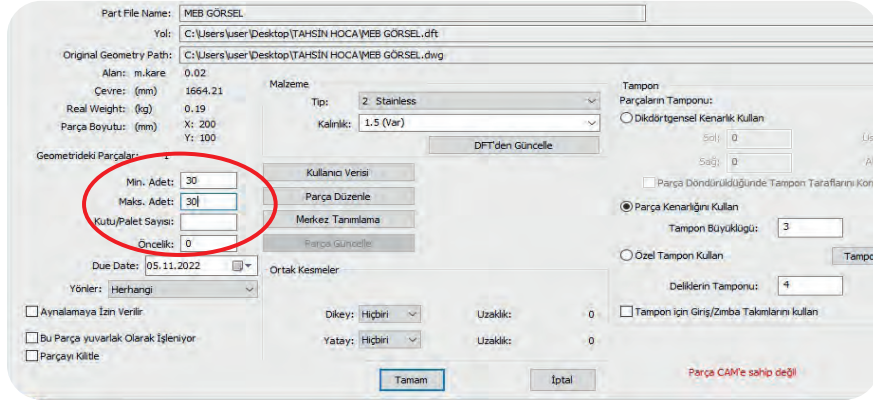 Part File Name: MEB GÖRSEL
Yol: C:\Users\user\Desktop\TAHSİN HOCA\MEB GÖRSEL.dft
Original Geometry Path: C:\Users\user\Desktop\TAHSİN HOCA\MEB GÖRSEL.dwg
Alan: m.kare 0.02
Çevre: (mm) 1664.21
Real Weight: (kg) 0.19
Parça Boyutu: (mm) X: 200
Y: 100
Geometrideki Parçalar:
Min. Adet: 30
Maks. Adet: 30
Kutu/Palet Sayısı:
Öncelik: 0
Due Date: 05.11.2022
Yönler: Herhangi
Aynalamaya İzin Verilir
Bu Parça yuvarlak Olarak İşleniyor
Parçayı Kilitle
Malzeme
Tip: 2 Stainless
Kalınlık: 1.5 (Var)
DFT'den Güncelle
Kullanıcı Verisi
Parça Düzenle
Merkez Tanımlama
Parça Güncelle
Ortak Kesmeler
Dikey: Hiçbiri Uzaklık: 0
Yatay: Hiçbiri Uzaklık: 0
Tamam
İptal
Tampon
Parçaların Tamponu:
Dikdörtgensel Kenarlık Kullan
Sol: 0
Sağ: 0
Parça Döndürüldüğünde Tampon Taraflarını
Parça Kenarlığını Kullan
Tampon Büyüklüğü: 3
Özel Tampon Kullan
Deliklerin Tamponu: 4
Tampon için Giriş/Zımba Takımlarını kullan
Parça CAM'e sahip değil